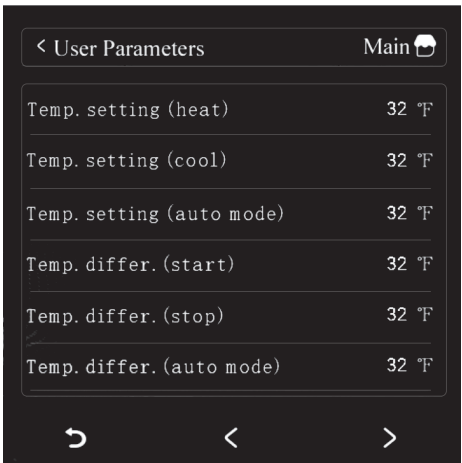 < User Parameters Main
Temp. setting (heat) 32 °F
Temp. setting (cool) 32 °F
Temp. setting (auto mode) 32 °F
Temp. differ. (start) 32 °F
Temp. differ. (stop) 32 °F
Temp. differ. (auto mode) 32 °F